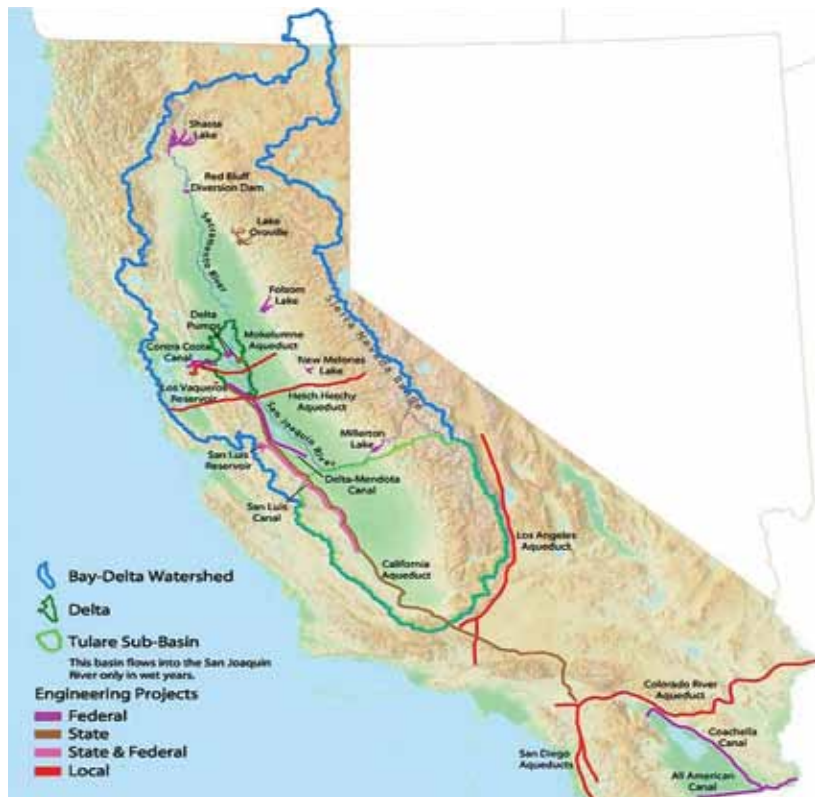 Shasta
Lake
Red Bluff
Diversion Dam
Sacramento River
Lake
Oroville
Folsom
Lake
Sierra Nevada Range
Delta
Pumps
Mokelumne
Aqueduct
Contra Costa
Canal
New Melones
Lake
Los Vaqueros
Reservoir
Hetch Hetchy
Aqueduct
San Joaquin River
Millerton
Lake
San Luis
Reservoir
Delta-Mendota
Canal
San Luis
Canal
Los Angeles
Aqueduct
California
Aqueduct
Bay-Delta Watershed
Delta
Tulare Sub-Basin
This basin flows into the San Joaquin
River only in wet years.
Engineering Projects
Federal
State
State & Federal
Local
Colorado River
Aqueduct
Coachella
Canal
San Diego
Aqueducts
All American
Canal